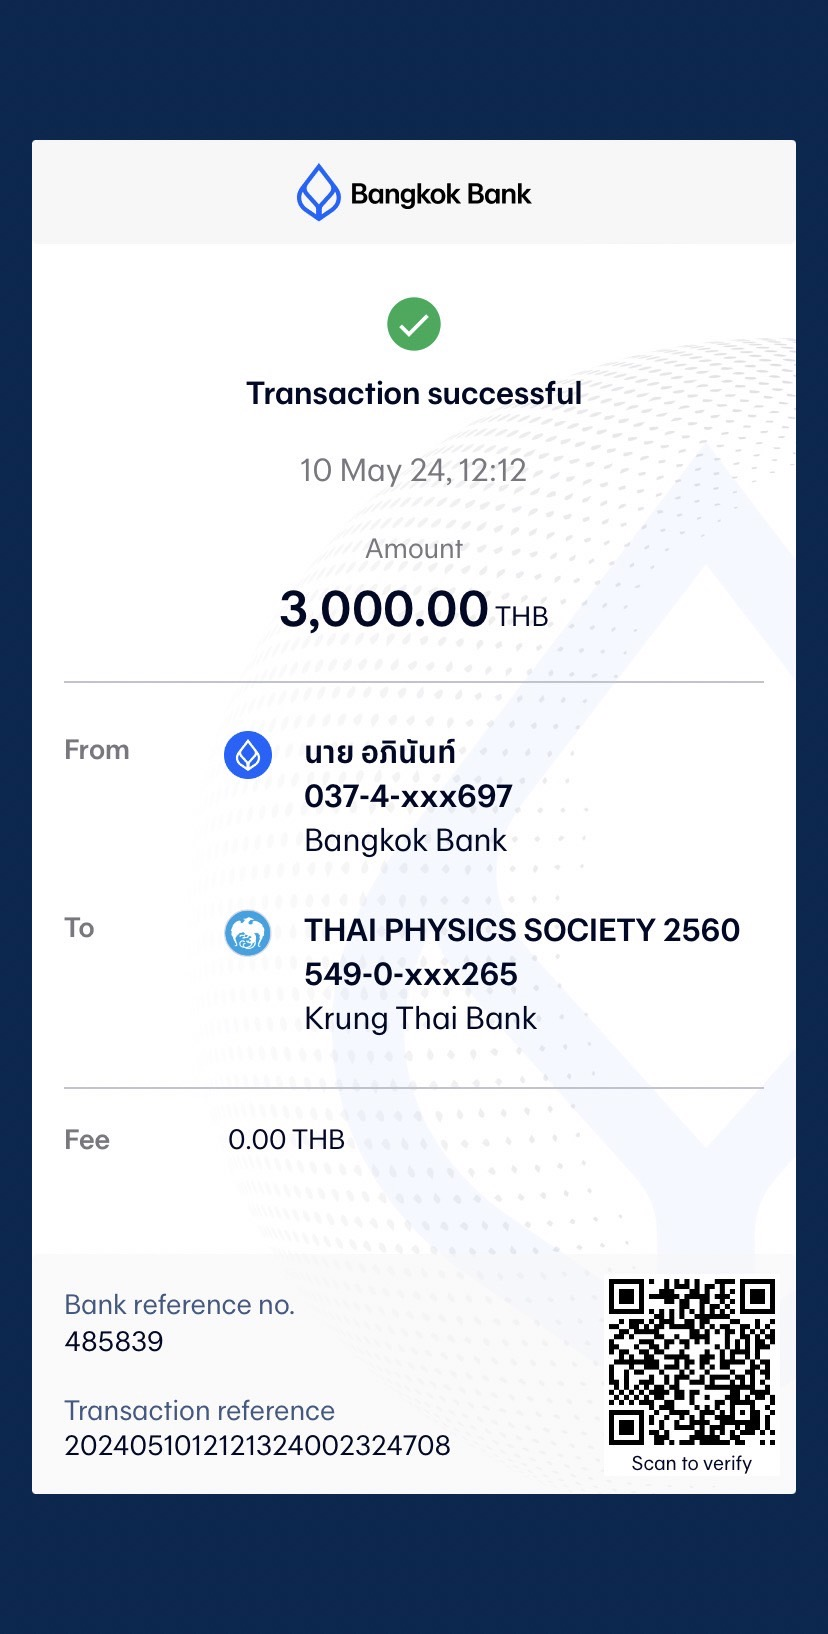 Bangkok Bank
Transaction successful
10 May 24, 12:12
Amount
3,000.00 THB
From
นาย อภินันท์
037-4-xxx697
Bangkok Bank
To
THAI PHYSICS SOCIETY 2560
549-0-xxx265
Krung Thai Bank
Fee
0.00 THB
Bank reference no.
485839
Transaction reference
2024051012121324002324708
Scan to verify